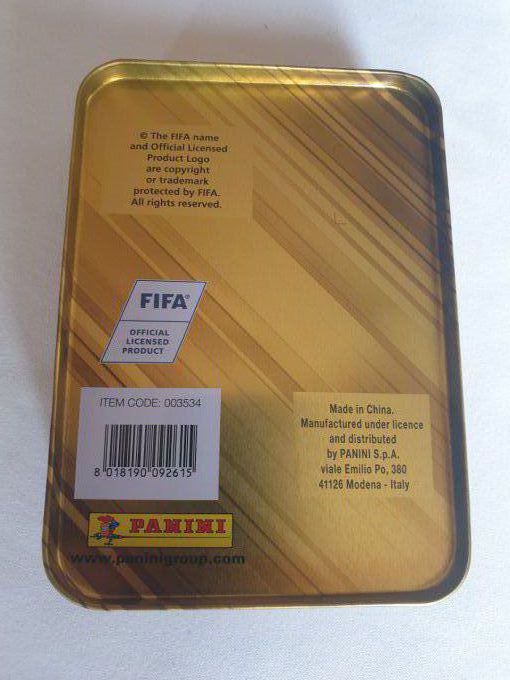 © The FIFA name
and Official Licensed
Product Logo
are copyright
or trademark
protected by FIFA.
All rights reserved.
FIFA®
OFFICIAL
LICENSED
PRODUCT
ITEM CODE: 003534
8 018190 092615
Made in China.
Manufactured under licence
and distributed
by PANINI S.p.A.
viale Emilio Po, 380
41126 Modena - Italy
PANINI
www.paninigroup.com